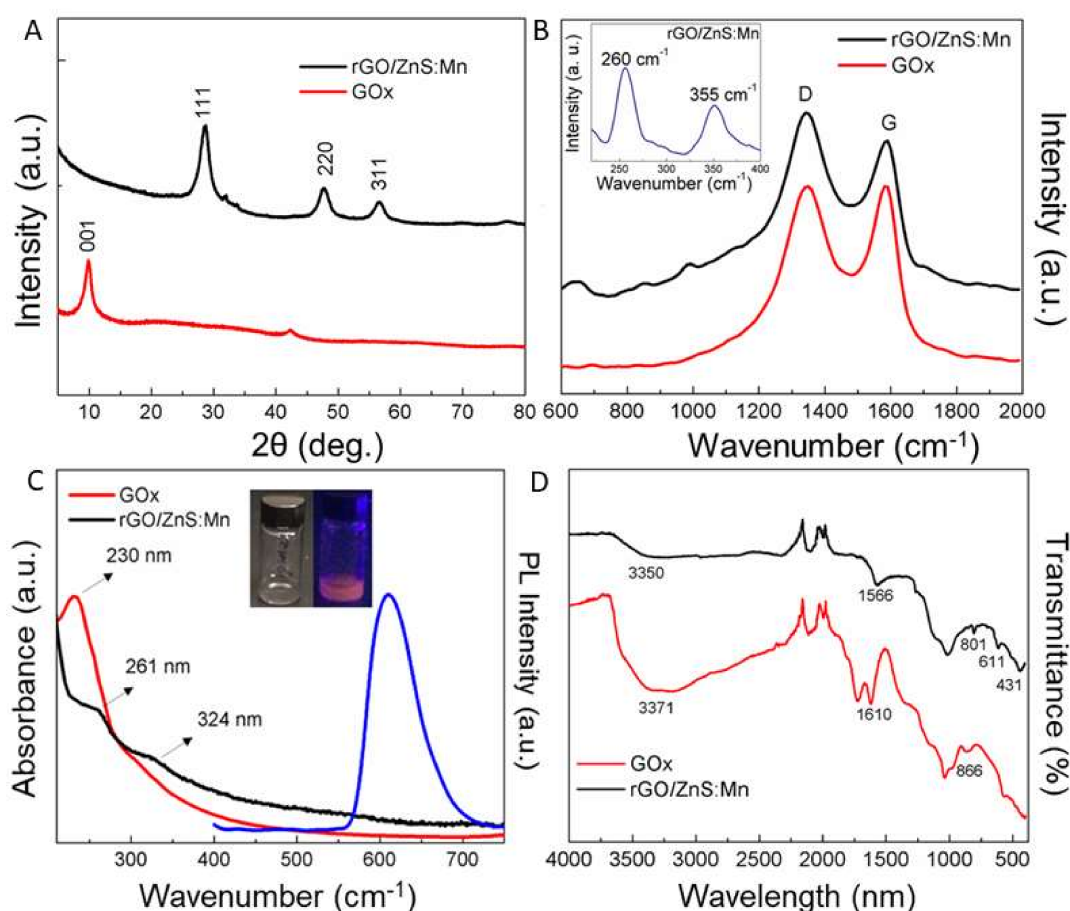 A
rGO/ZnS:Mn
GOx
111
220
311
001
Intensity (a.u.)
10 20 30 40 50 60 70 80
2θ (deg.)
B
rGO/ZnS:Mn
260 cm-1
355 cm-1
Intensity (a. u.)
250 300 350 400
Wavenumber (cm-1)
rGO/ZnS:Mn
GOx
D
G
Intensity (a.u.)
600 800 1000 1200 1400 1600 1800 2000
Wavenumber (cm-1)
C
GOx
rGO/ZnS:Mn
230 nm
261 nm
324 nm
Absorbance (a.u.)
PL Intensity (a.u.)
300 400 500 600 700
Wavenumber (cm-1)
D
3350
1566
801
611
431
3371
1610
866
GOx
rGO/ZnS:Mn
Transmittance (%)
4000 3500 3000 2500 2000 1500 1000 500
Wavelength (nm)